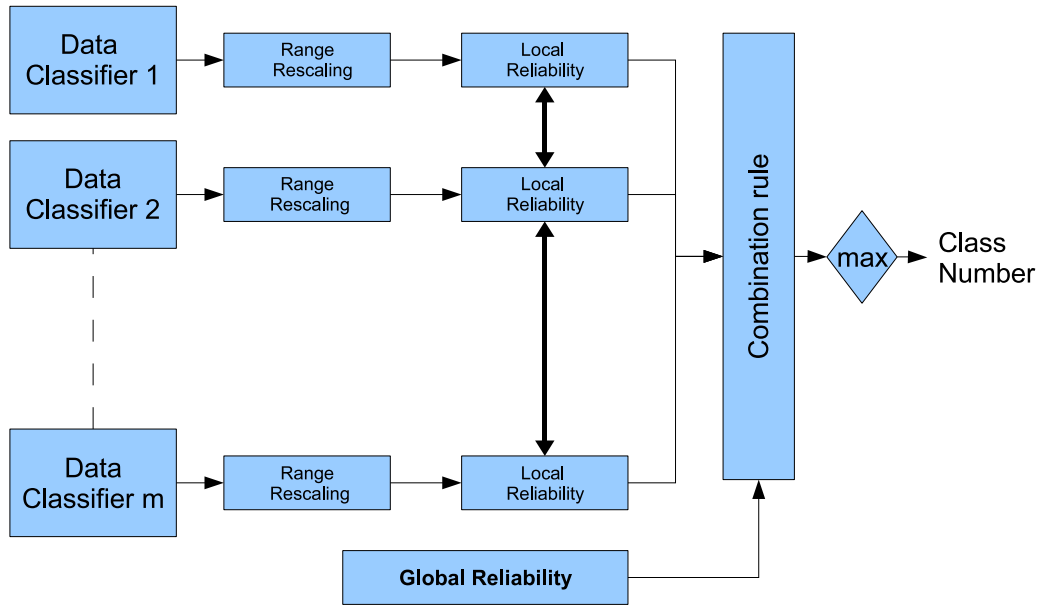 Data
Classifier 1
Range
Rescaling
Local
Reliability
Data
Classifier 2
Range
Rescaling
Local
Reliability
Combination rule
max
Class
Number
Data
Classifier m
Range
Rescaling
Local
Reliability
Global Reliability